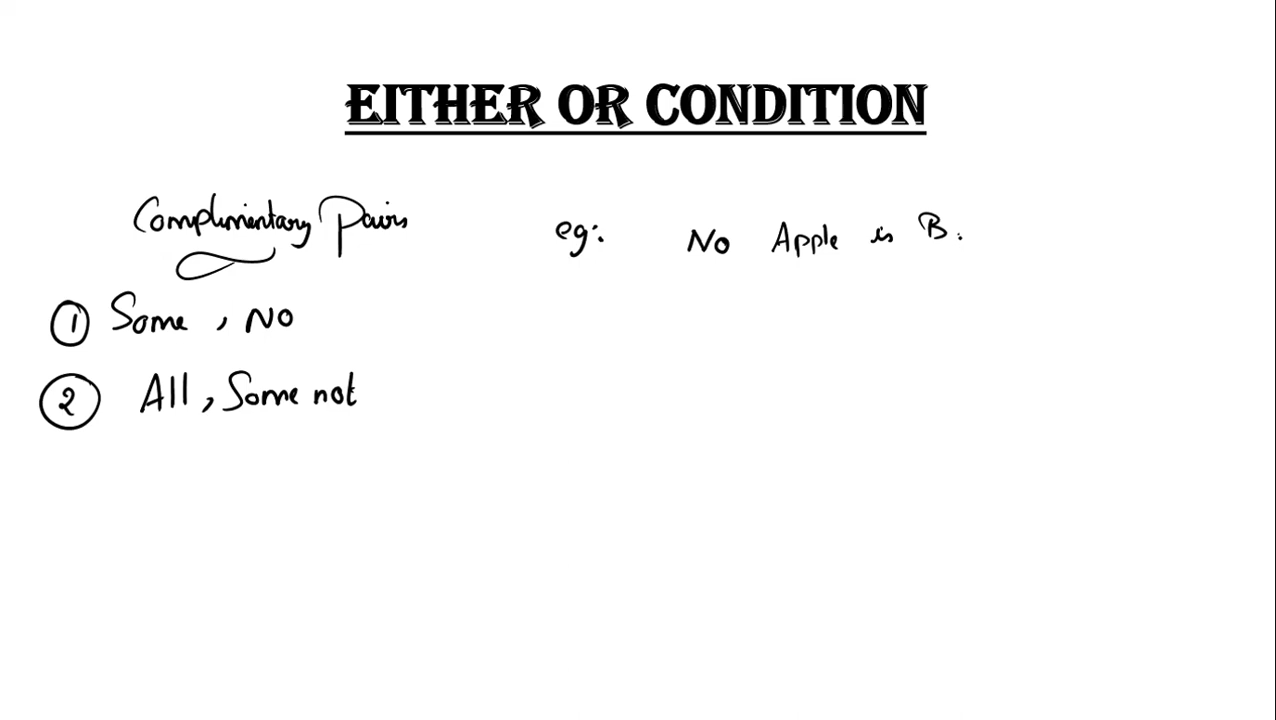 EITHER OR CONDITION
Complimentary Pairs
eg: No Apple is B.
1 Some, No
2 All, Some not